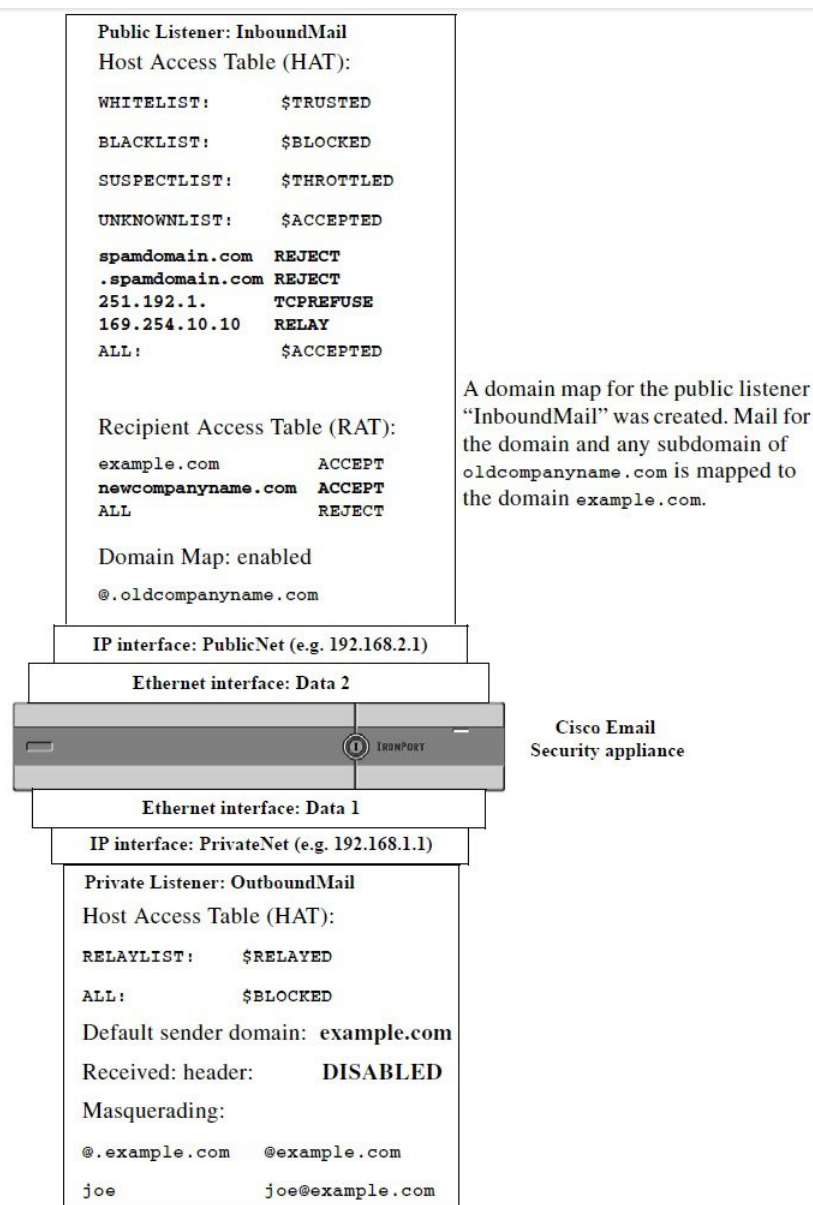 Public Listener: InboundMail
Host Access Table (HAT):
WHITELIST: $TRUSTED
BLACKLIST: $BLOCKED
SUSPECTLIST: $THROTTLED
UNKNOWNLIST: $ACCEPTED
spamdomain.com REJECT
.spamdomain.com REJECT
251.192.1. TCPREFUSE
169.254.10.10 RELAY
ALL: $ACCEPTED
Recipient Access Table (RAT):
example.com ACCEPT
newcompanyname.com ACCEPT
ALL REJECT
Domain Map: enabled
@.oldcompanyname.com
A domain map for the public listener
“InboundMail” was created. Mail for
the domain and any subdomain of
oldcompanyname.com is mapped to
the domain example.com.
IP interface: PublicNet (e.g. 192.168.2.1)
Ethernet interface: Data 2
IRONPORT
Cisco Email
Security appliance
Ethernet interface: Data 1
IP interface: PrivateNet (e.g. 192.168.1.1)
Private Listener: OutboundMail
Host Access Table (HAT):
RELAYLIST: $RELAYED
ALL: $BLOCKED
Default sender domain: example.com
Received: header: DISABLED
Masquerading:
@.example.com @example.com
joe joe@example.com